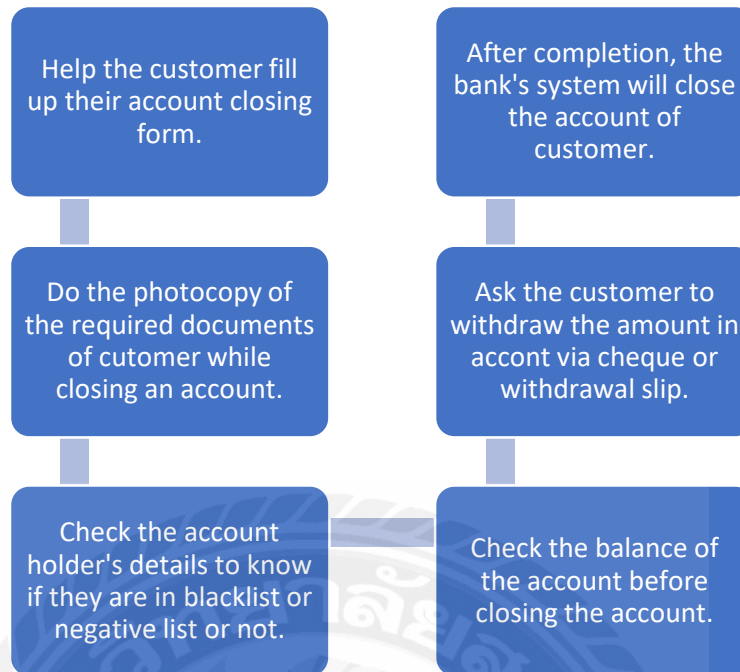 Help the customer fill
up their account closing
form.
Do the photocopy of
the required documents
of cutomer while
closing an account.
Check the account
holder's details to know
if they are in blacklist or
negative list or not.
Check the balance of
the account before
closing the account.
Ask the customer to
withdraw the amount in
accont via cheque or
withdrawal slip.
After completion, the
bank's system will close
the account of
customer.